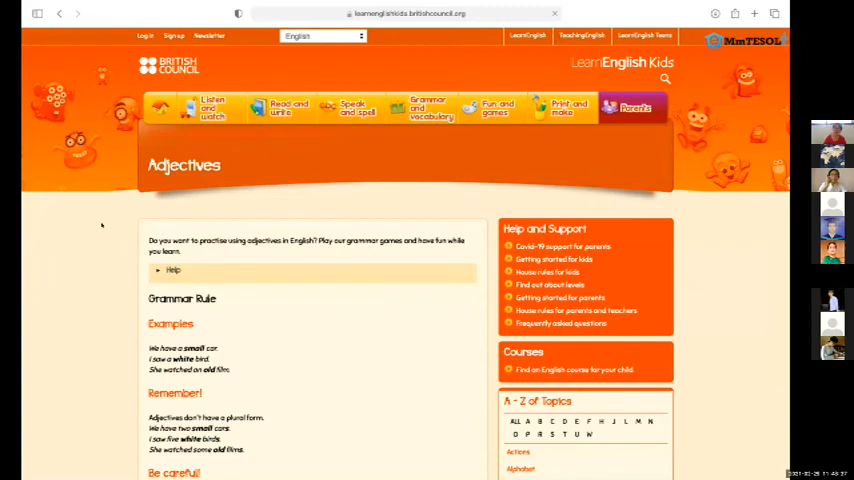 learnenglishkids.britishcouncil.org
Log in Sign up Newsletter English LearnEnglish TeachingEnglish LearnEnglish Teens
MmTESOL
BRITISH
COUNCIL
LearnEnglish Kids
Listen and watch
Read and write
Speak and spell
Grammar and vocabulary
Fun and games
Print and make
Parents
Adjectives
Do you want to practise using adjectives in English? Play our grammar games and have fun while
you learn.
Help
Grammar Rule
Examples
We have a small car.
I saw a white bird.
She watched an old film.
Remember!
Adjectives don't have a plural form.
We have two small cars.
I saw five white birds.
She watched some old films.
Be careful!
Help and Support
Covid-19 support for parents
Getting started for kids
House rules for kids
Find out about levels
Getting started for parents
House rules for parents and teachers
Frequently asked questions
Courses
Find an English course for your child.
A - Z of Topics
ALL A B C D E F H J L M N
O P R S T U W
Actions
Alphabet